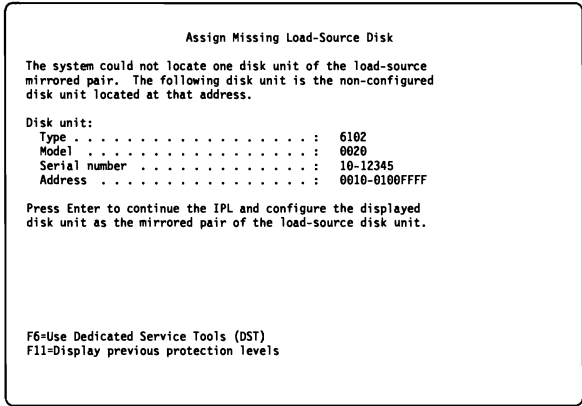 Assign Missing Load-Source Disk
The system could not locate one disk unit of the load-source
mirrored pair. The following disk unit is the non-configured
disk unit located at that address.
Disk unit:
Type . . . . . . . . . . . . . . . . . . : 6102
Model . . . . . . . . . . . . . . . . . : 0020
Serial number . . . . . . . . . . . . . : 10-12345
Address . . . . . . . . . . . . . . . . : 0010-0100FFFF
Press Enter to continue the IPL and configure the displayed
disk unit as the mirrored pair of the load-source disk unit.
F6=Use Dedicated Service Tools (DST)
F11=Display previous protection levels